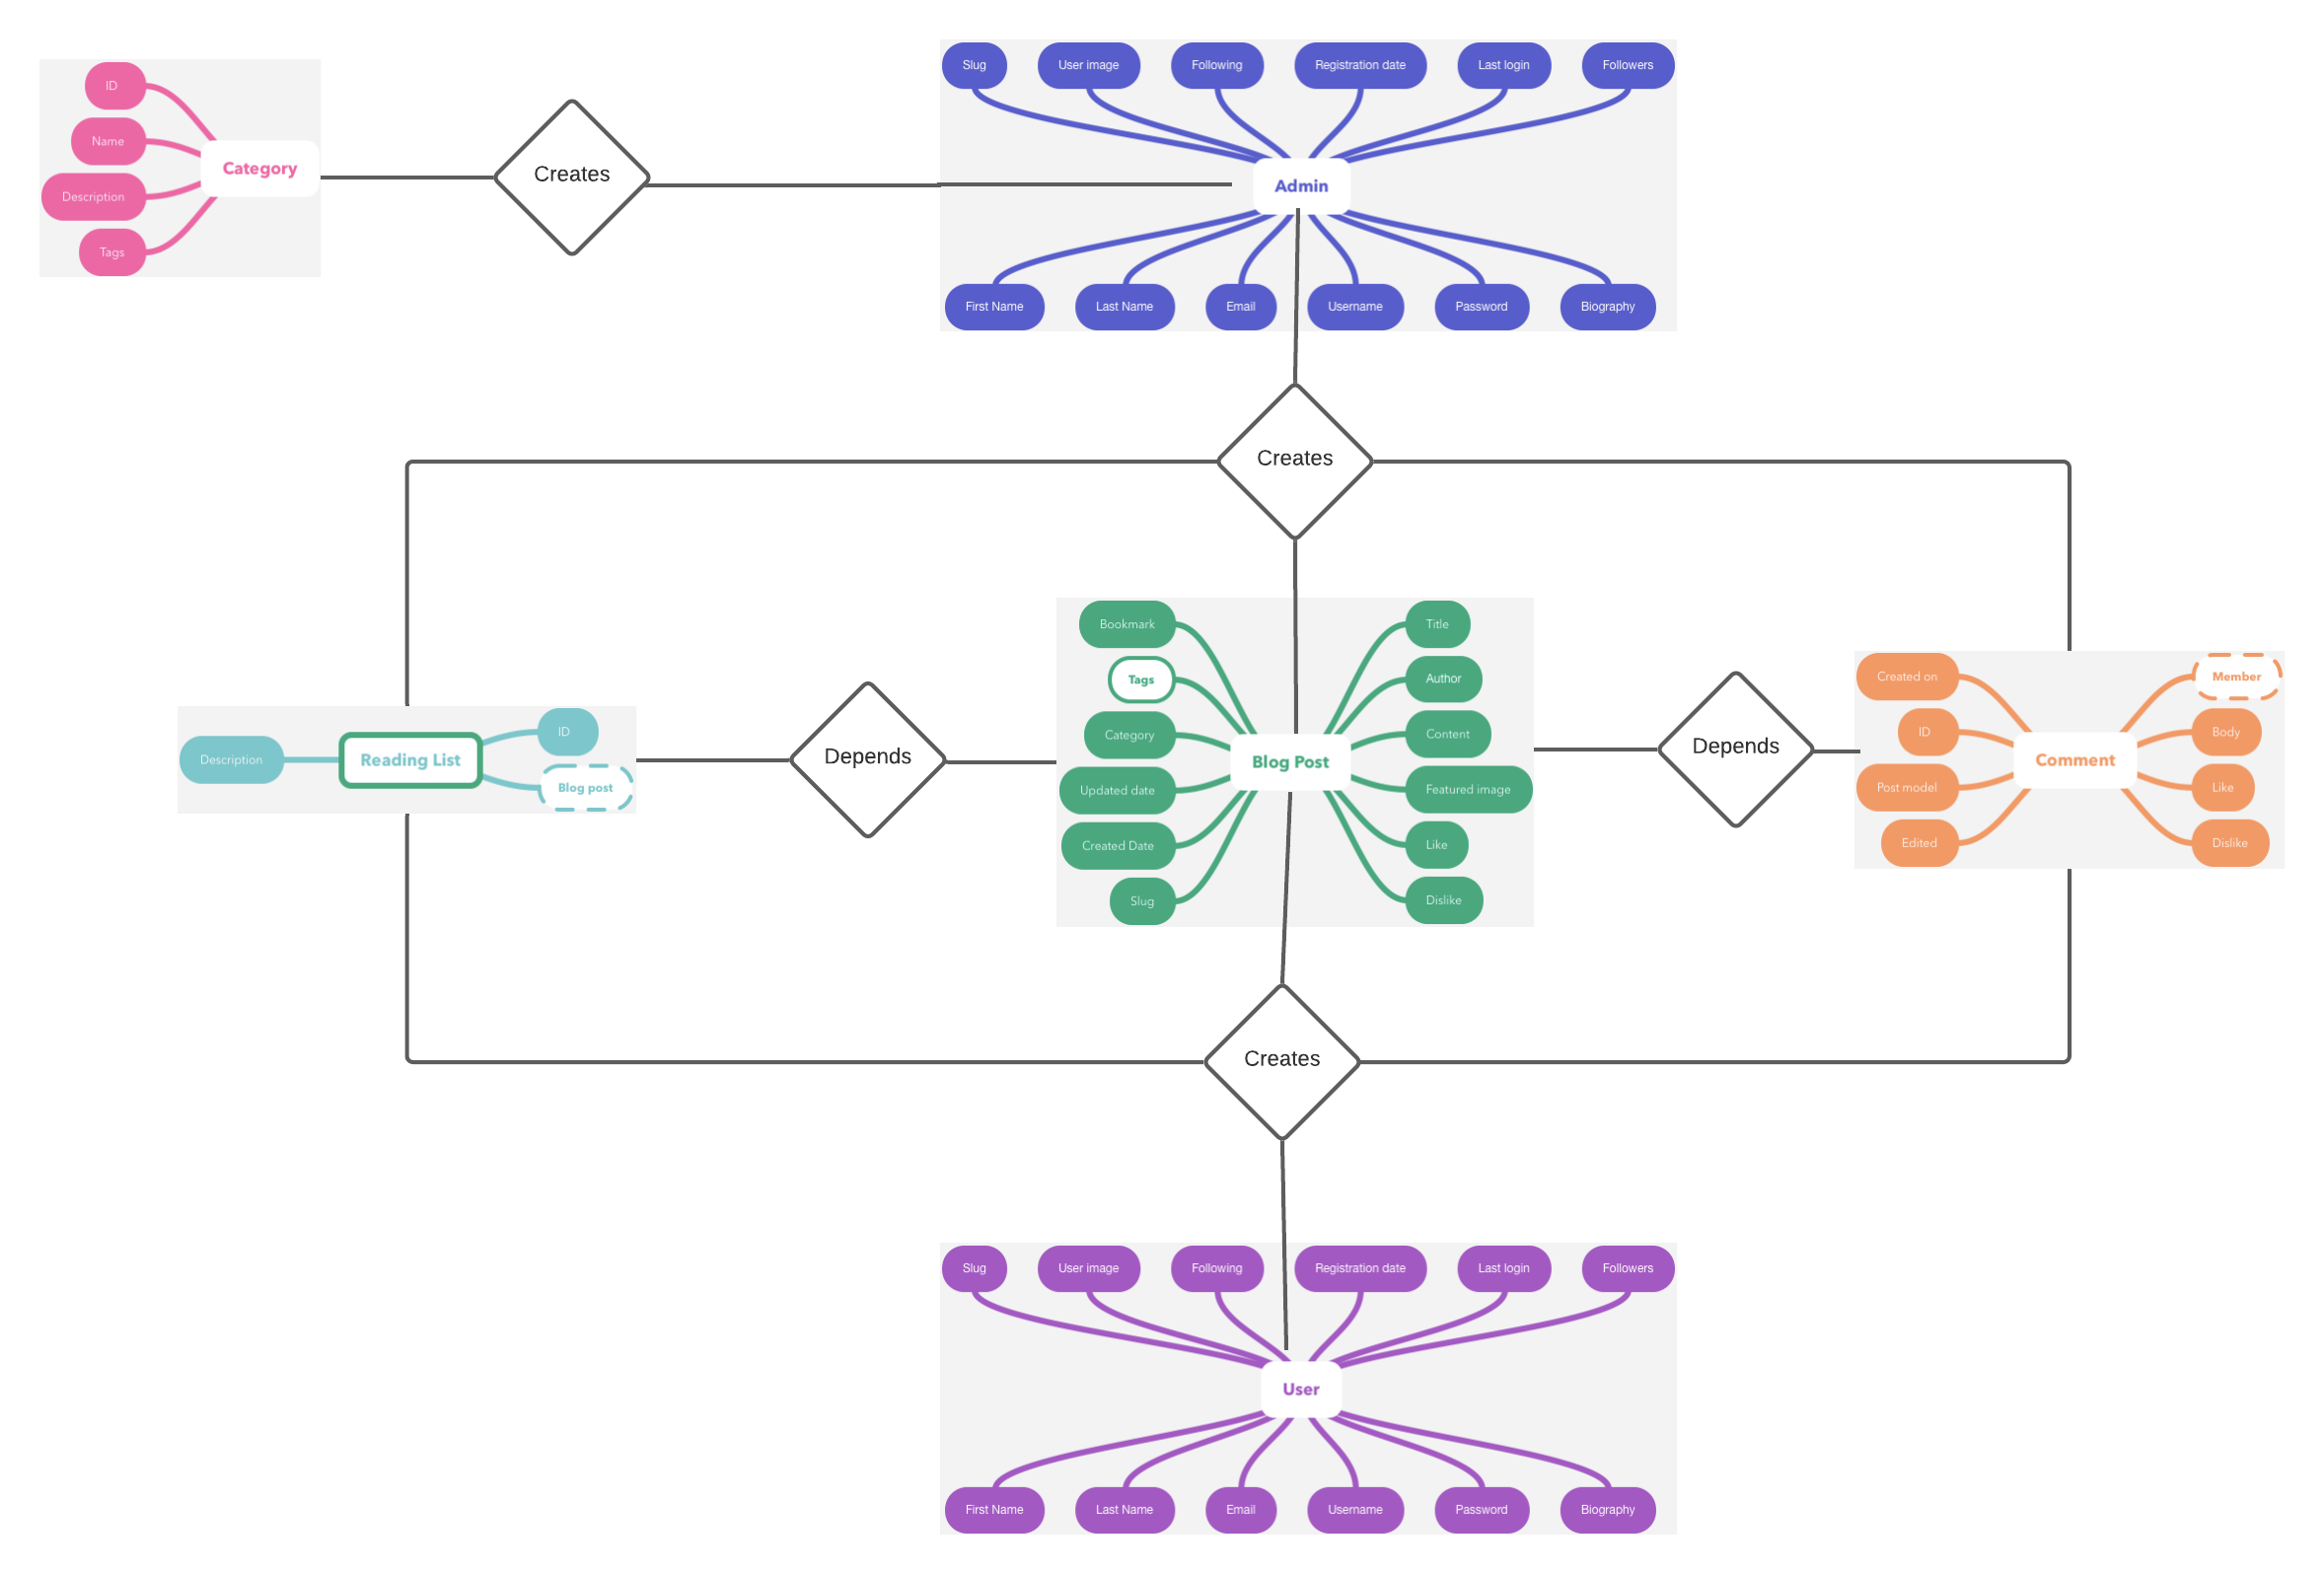 Slug
User image
Following
Registration date
Last login
Followers
ID
Name
Category
Description
Tags
Creates
Admin
First Name
Last Name
Email
Username
Password
Biography
Creates
Description
Reading List
ID
Blog post
Depends
Bookmark
Tags
Category
Updated date
Created Date
Slug
Blog Post
Title
Author
Content
Featured image
Like
Dislike
Depends
Created on
ID
Post model
Edited
Comment
Member
Body
Like
Dislike
Creates
Slug
User image
Following
Registration date
Last login
Followers
User
First Name
Last Name
Email
Username
Password
Biography